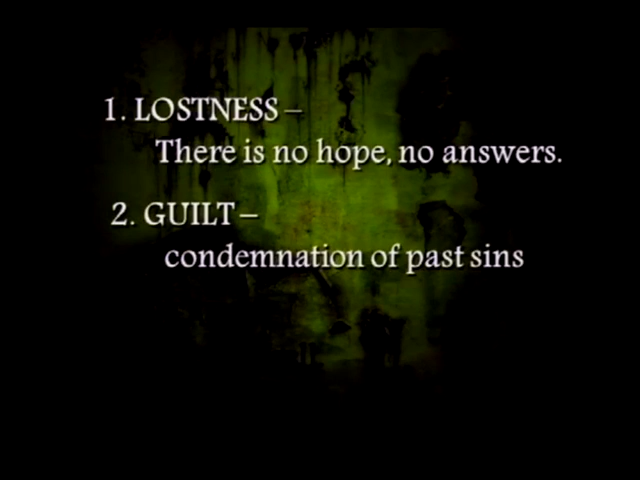 1. LOSTNESS –
There is no hope, no answers.
2. GUILT –
condemnation of past sins